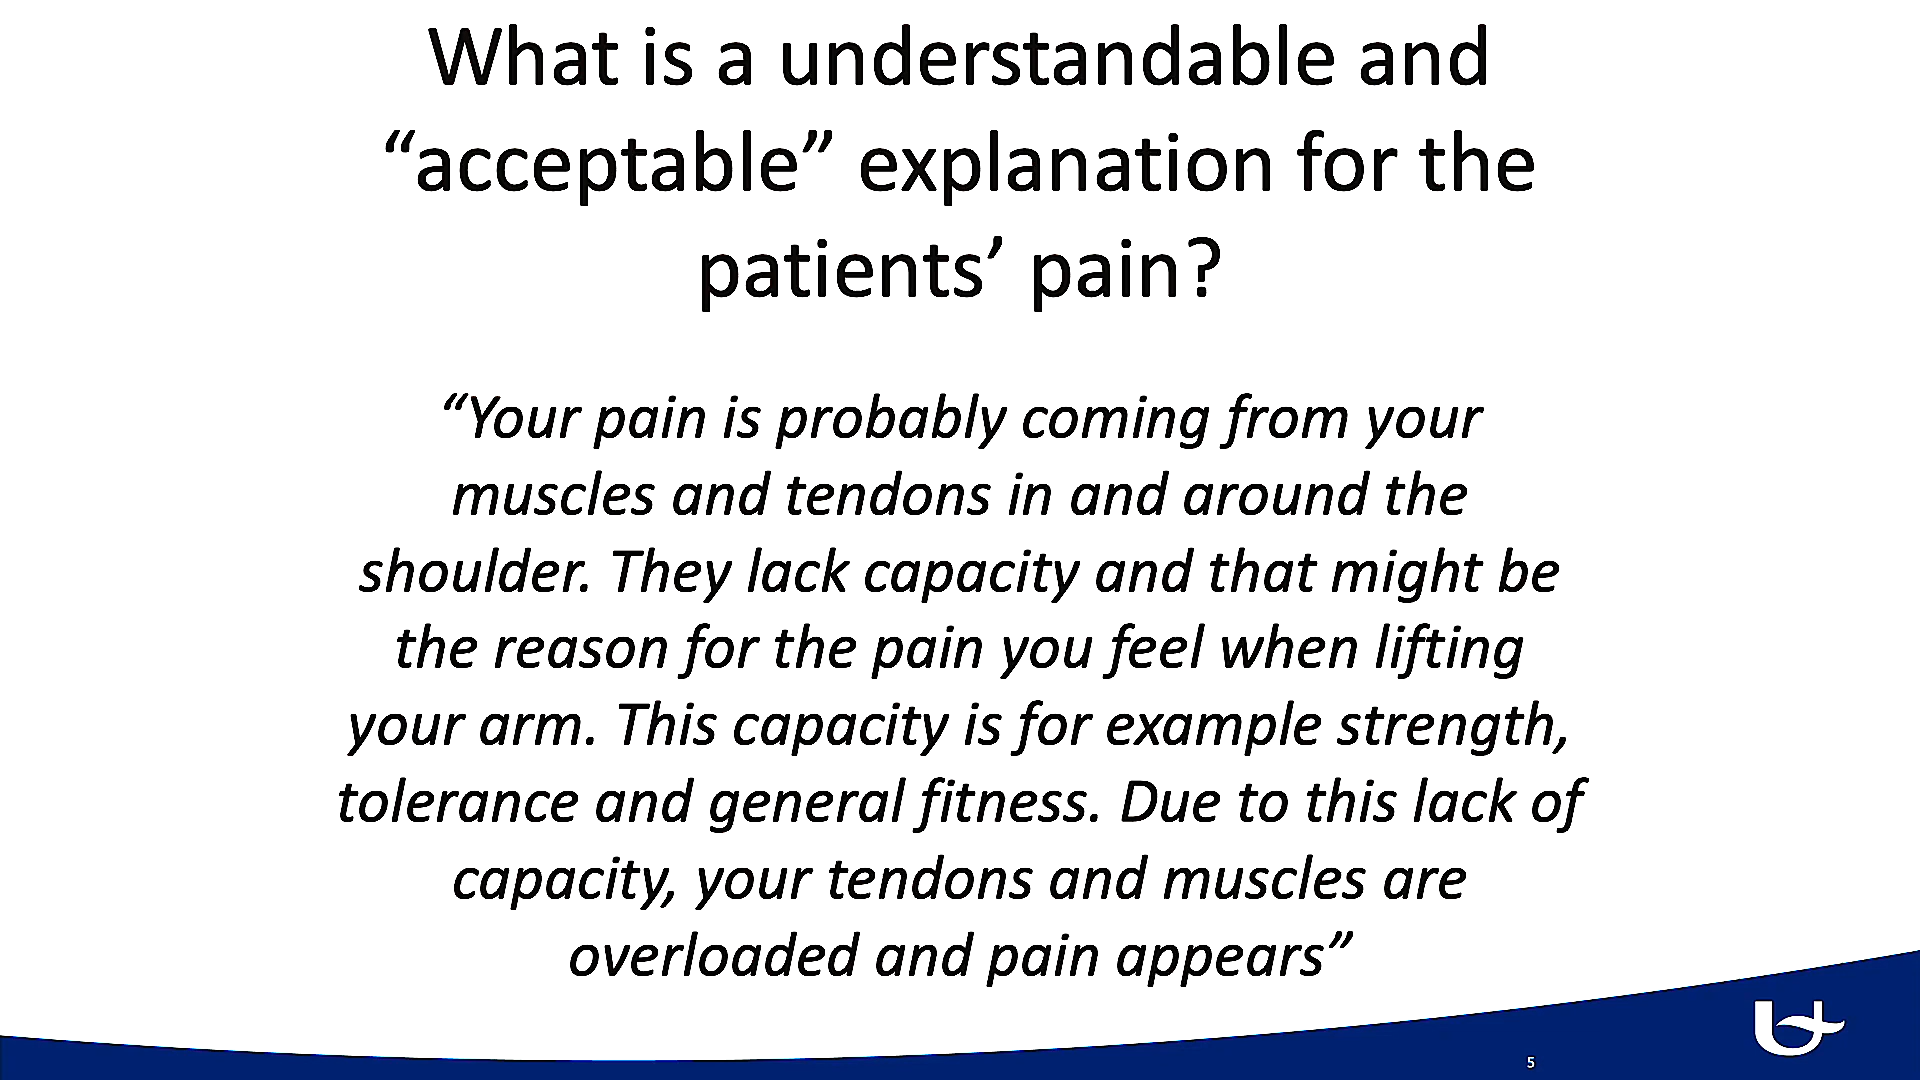 What is a understandable and
“acceptable” explanation for the
patients’ pain?
“Your pain is probably coming from your
muscles and tendons in and around the
shoulder. They lack capacity and that might be
the reason for the pain you feel when lifting
your arm. This capacity is for example strength,
tolerance and general fitness. Due to this lack of
capacity, your tendons and muscles are
overloaded and pain appears”
5